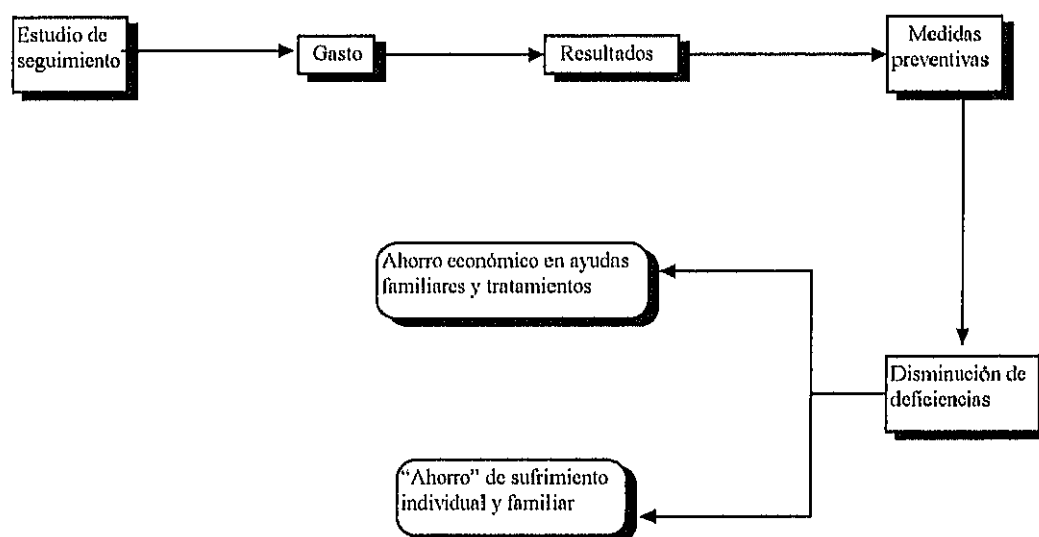 Estudio de
seguimiento
Gasto
Resultados
Medidas
preventivas
Ahorro económico en ayudas
familiares y tratamientos
Disminución de
deficiencias
“Ahorro” de sufrimiento
individual y familiar